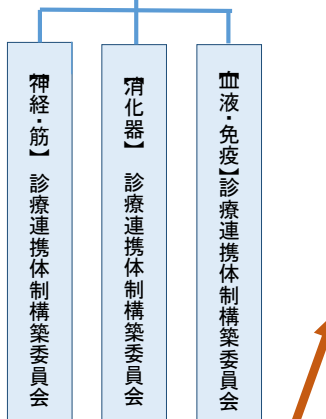 【神経・筋】 診療連携体制構築委員会
【消化器】 診療連携体制構築委員会
【血液・免疫】診療連携体制構築委員会